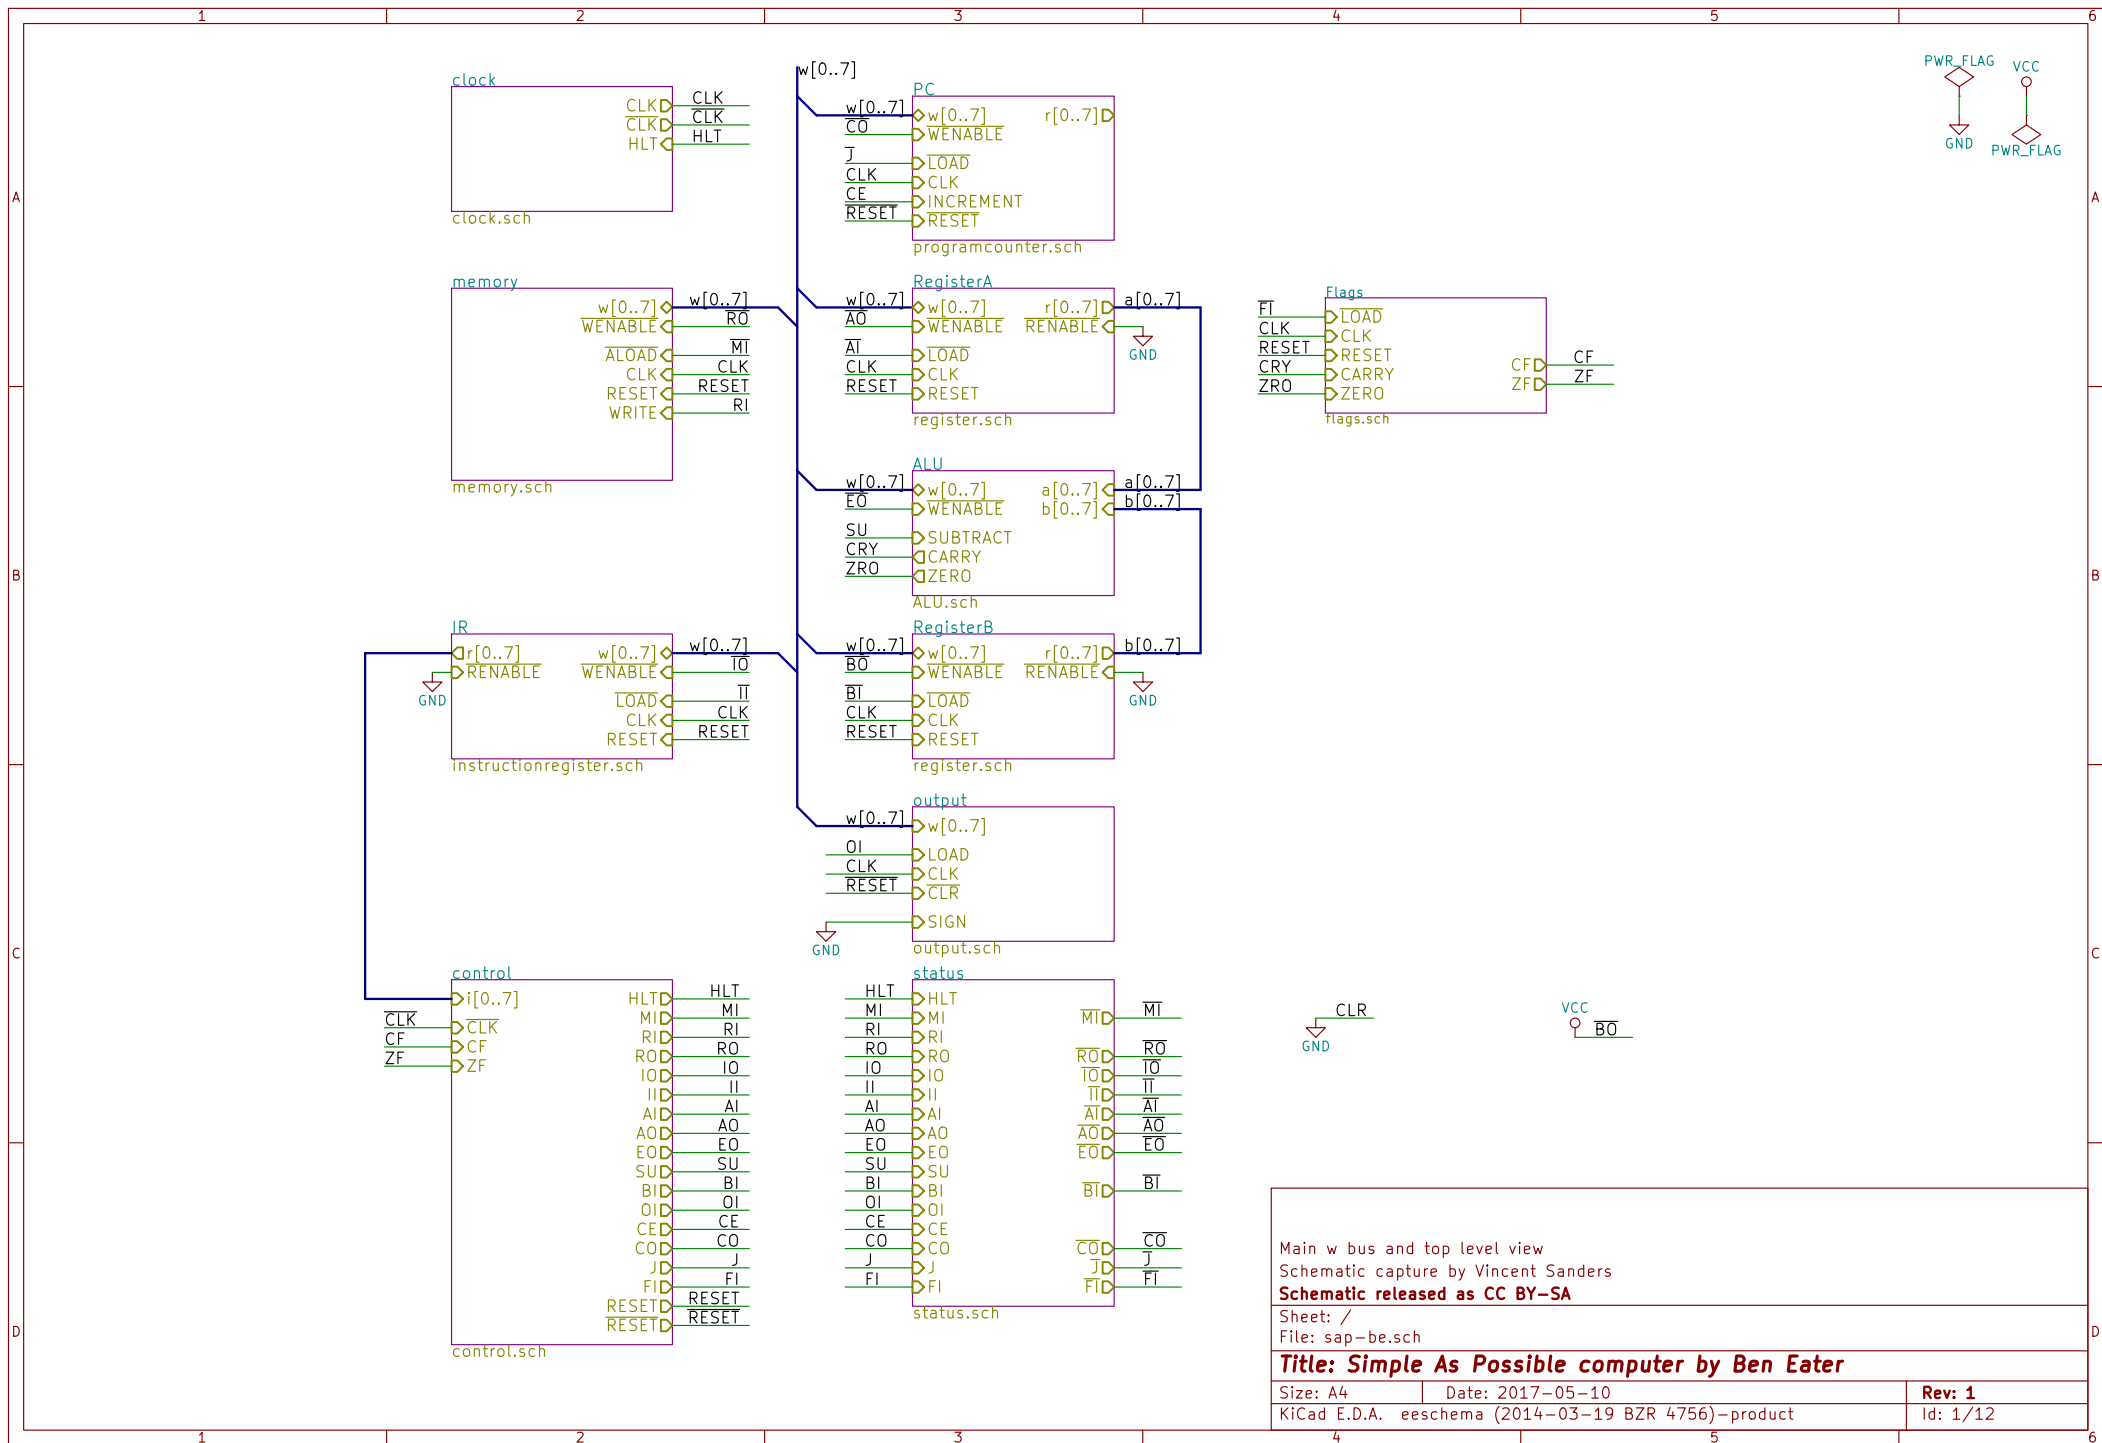 1 2 3 4 5 6
A
B
C
D
clock
CLK CLK
CLK CLK
HLT HLT
clock.sch
w[0..7]
PC
w[0..7] w[0..7] r[0..7]
CO WENABLE
J LOAD
CLK CLK
CE INCREMENT
RESET RESET
programcounter.sch
PWR_FLAG VCC
GND PWR_FLAG
memory
w[0..7] w[0..7]
WENABLE RO
ALOAD MI
CLK CLK
RESET RESET
WRITE RI
memory.sch
RegisterA
w[0..7] w[0..7] r[0..7] a[0..7]
AO WENABLE RENABLE
GND
AI LOAD
CLK CLK
RESET RESET
register.sch
Flags
FI LOAD
CLK CLK
RESET RESET
CRY CARRY
ZRO ZERO
CF CF
ZF ZF
flags.sch
ALU
w[0..7] w[0..7] a[0..7] a[0..7]
EO WENABLE b[0..7] b[0..7]
SU SUBTRACT
CRY CARRY
ZRO ZERO
ALU.sch
IR
r[0..7] w[0..7] w[0..7]
RENABLE WENABLE IO
GND
LOAD II
CLK CLK
RESET RESET
instructionregister.sch
RegisterB
w[0..7] w[0..7] r[0..7] b[0..7]
BO WENABLE RENABLE
GND
BI LOAD
CLK CLK
RESET RESET
register.sch
output
w[0..7] w[0..7]
OI LOAD
CLK CLK
RESET CLR
SIGN
GND
output.sch
control
i[0..7] HLT HLT
CLK CLK MI MI
CF CF RI RI
ZF ZF RO RO
IO IO
II II
AI AI
AO AO
EO EO
SU SU
BI BI
OI OI
CE CE
CO CO
J J
FI FI
RESET RESET
RESET RESET
control.sch
status
HLT HLT
MI MI MI MI
RI RI
RO RO RO RO
IO IO IO IO
II II II II
AI AI AI AI
AO AO AO AO
EO EO EO EO
SU SU
BI BI BI BI
OI OI
CE CE
CO CO CO CO
J J J J
FI FI FI FI
status.sch
CLR
GND
VCC
BO
Main w bus and top level view
Schematic capture by Vincent Sanders
Schematic released as CC BY-SA
Sheet: /
File: sap-be.sch
Title: Simple As Possible computer by Ben Eater
Size: A4 Date: 2017-05-10 Rev: 1
KiCad E.D.A. eeschema (2014-03-19 BZR 4756)-product Id: 1/12
A
B
C
D
1 2 3 4 5 6